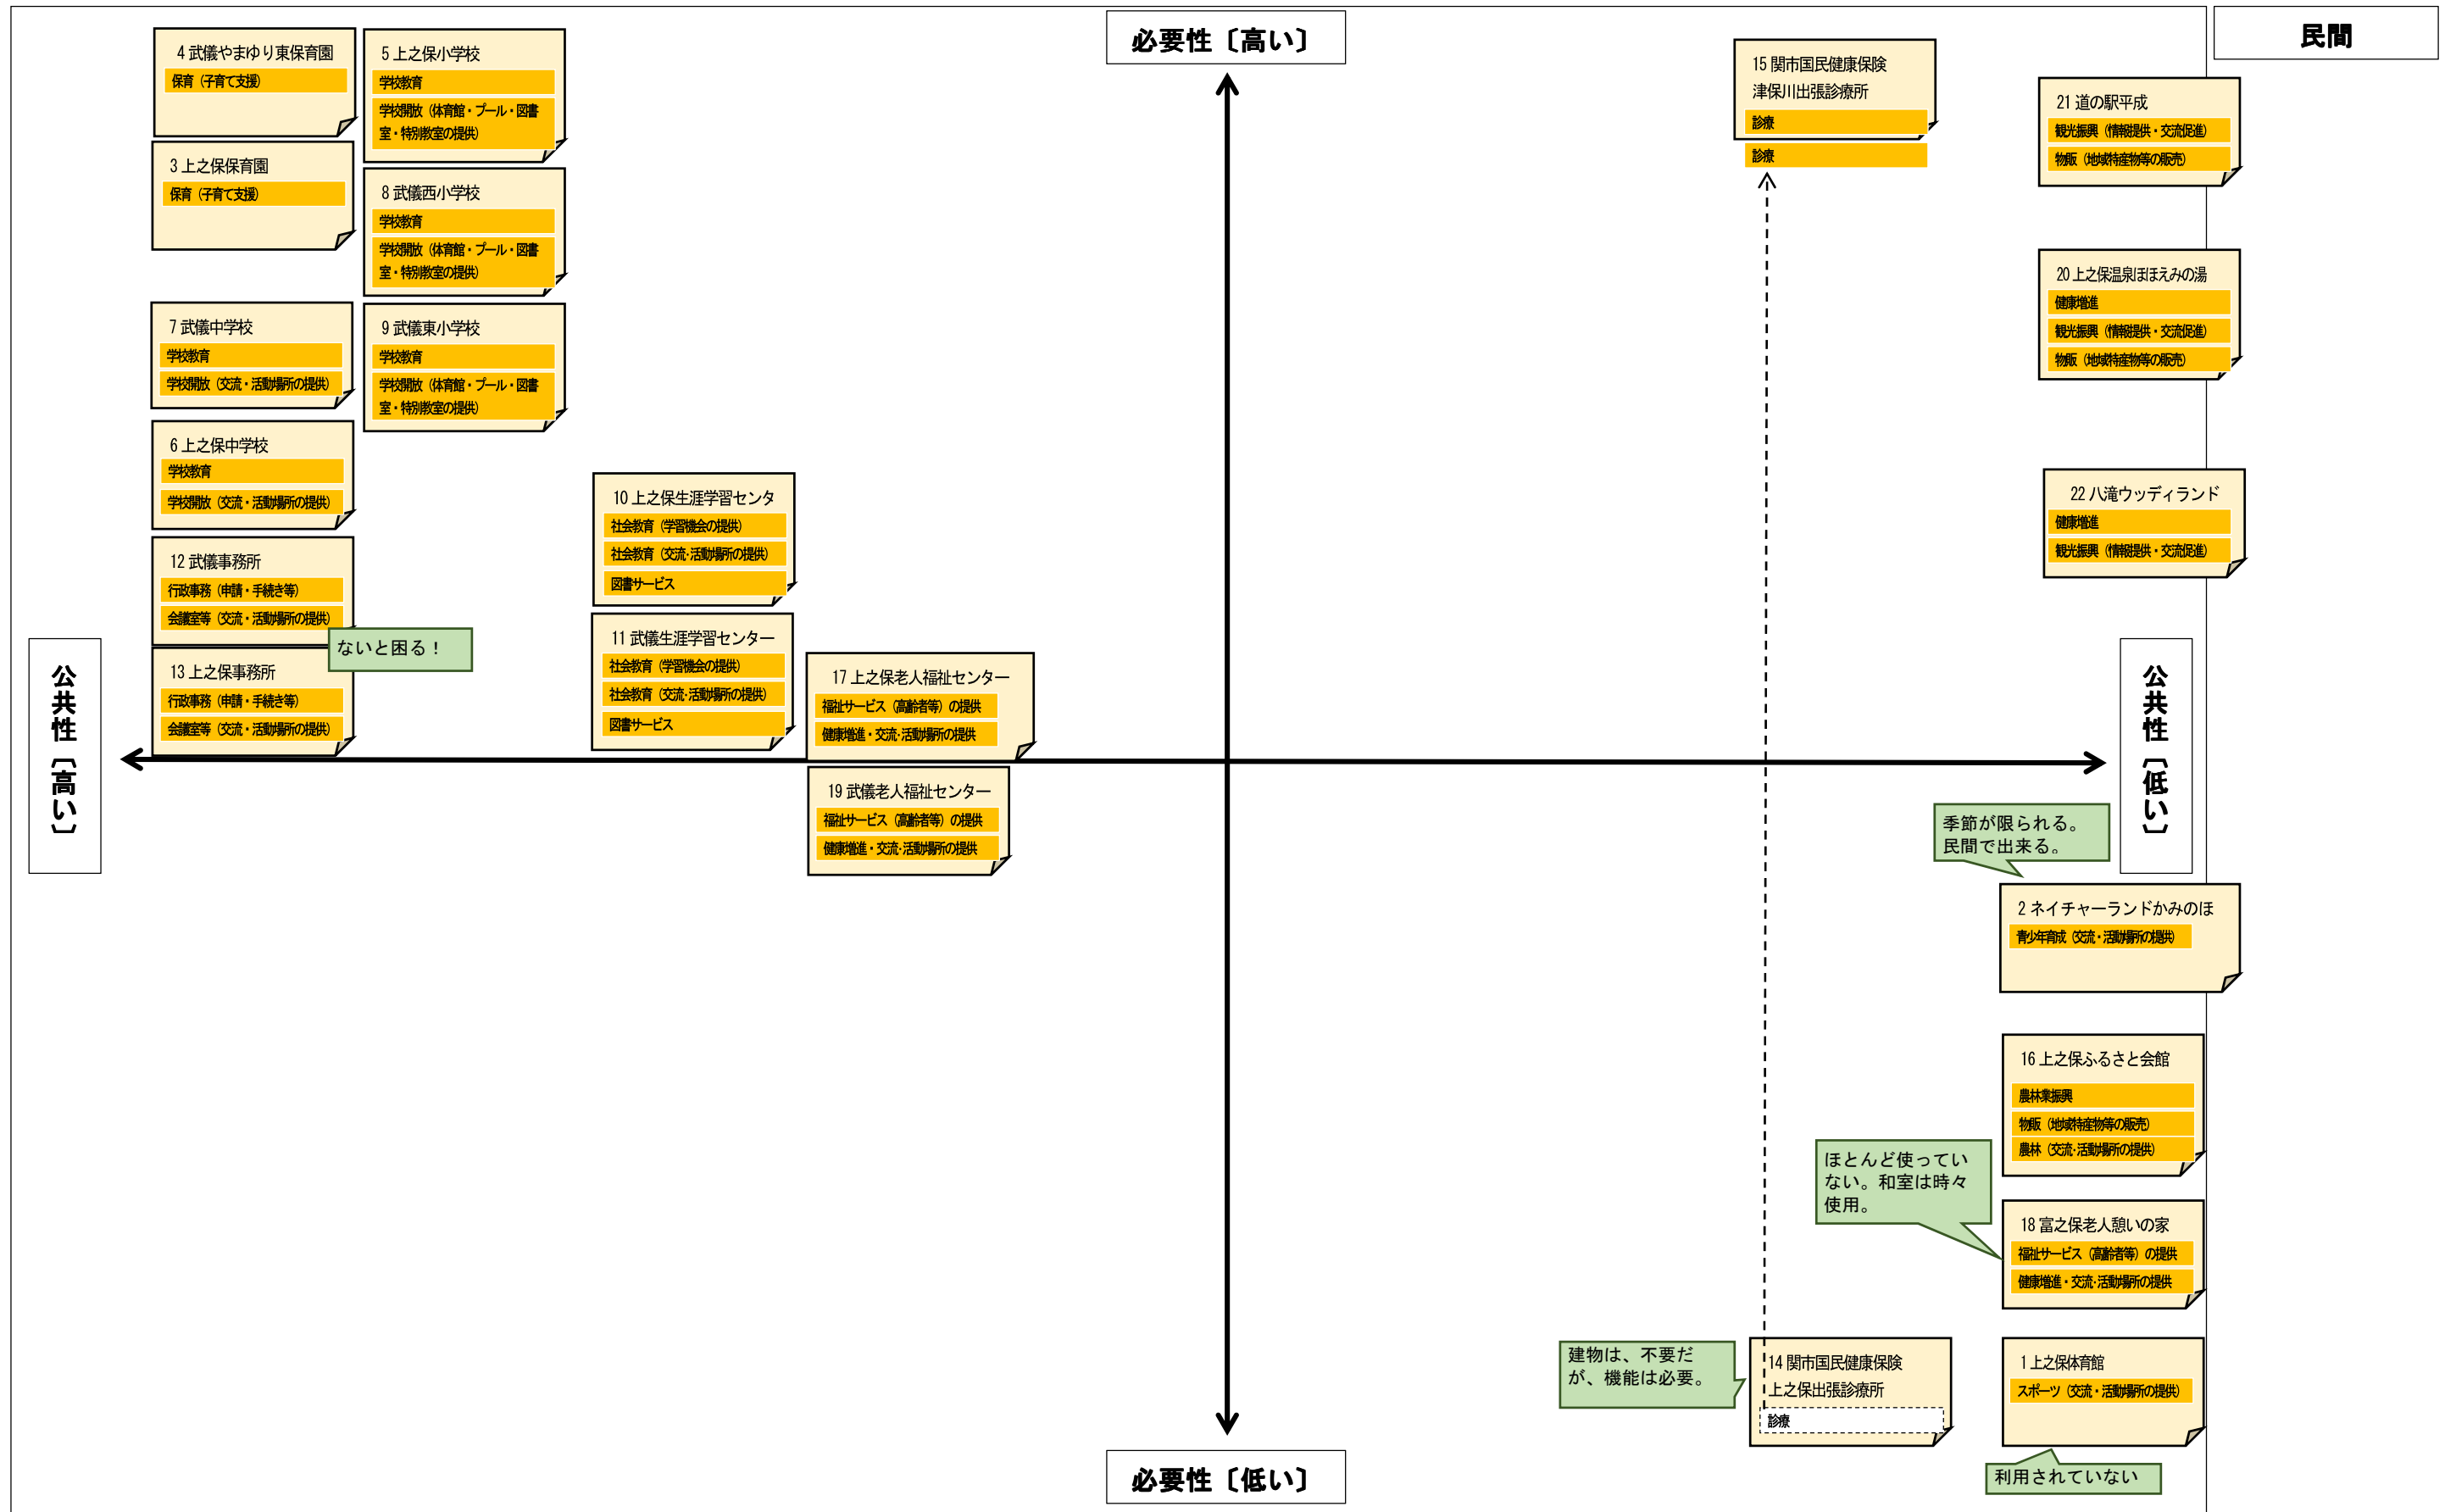 必要性〔高い〕
民間
4 武儀やまゆり東保育園
保育（子育て支援）
5 上之保小学校
学校教育
学校開放（体育館・プール・図書
室・特別教室の提供）
3 上之保保育園
保育（子育て支援）
8 武儀西小学校
学校教育
学校開放（体育館・プール・図書
室・特別教室の提供）
7 武儀中学校
学校教育
学校開放（交流・活動場所の提供）
9 武儀東小学校
学校教育
学校開放（体育館・プール・図書
室・特別教室の提供）
6 上之保中学校
学校教育
学校開放（交流・活動場所の提供）
12 武儀事務所
行政事務（申請・手続き等）
会議室等（交流・活動場所の提供）
ないと困る！
13 上之保事務所
行政事務（申請・手続き等）
会議室等（交流・活動場所の提供）
10 上之保生涯学習センタ
社会教育（学習機会の提供）
社会教育（交流･活動場所の提供）
図書サービス
11 武儀生涯学習センター
社会教育（学習機会の提供）
社会教育（交流･活動場所の提供）
図書サービス
17 上之保老人福祉センター
福祉サービス（高齢者等）の提供
健康増進・交流･活動場所の提供
19 武儀老人福祉センター
福祉サービス（高齢者等）の提供
健康増進・交流･活動場所の提供
15 関市国民健康保険
津保川出張診療所
診療
診療
21 道の駅平成
観光振興（情報提供・交流促進）
物販（地域特産物等の販売）
20 上之保温泉ほほえみの湯
健康増進
観光振興（情報提供・交流促進）
物販（地域特産物等の販売）
22 八滝ウッディランド
健康増進
観光振興（情報提供・交流促進）
公共性〔高い〕
公共性〔低い〕
季節が限られる。
民間で出来る。
2 ネイチャーランドかみのほ
青少年育成（交流・活動場所の提供）
16 上之保ふるさと会館
農林業振興
物販（地域特産物等の販売）
農林（交流･活動場所の提供）
ほとんど使ってい
ない。和室は時々
使用。
18 富之保老人憩いの家
福祉サービス（高齢者等）の提供
健康増進・交流･活動場所の提供
建物は、不要だ
が、機能は必要。
14 関市国民健康保険
上之保出張診療所
診療
1 上之保体育館
スポーツ（交流・活動場所の提供）
利用されていない
必要性〔低い〕